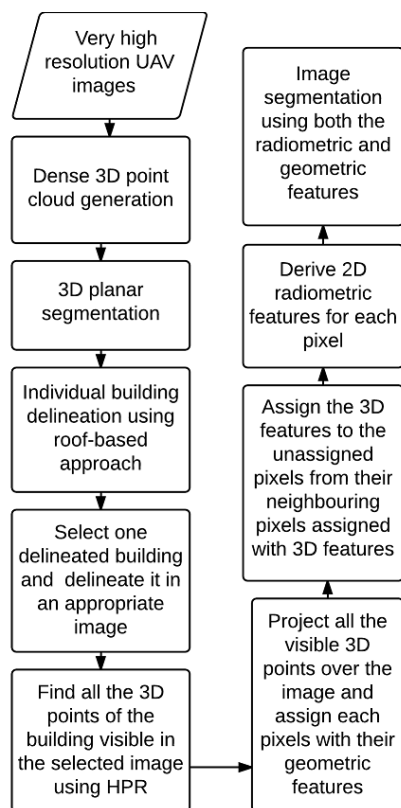 Very high
resolution UAV
images
Dense 3D point
cloud generation
3D planar
segmentation
Individual building
delineation using
roof-based
approach
Select one
delineated building
and delineate it in
an appropriate
image
Find all the 3D
points of the
building visible in
the selected image
using HPR
Project all the
visible 3D
points over the
image and
assign each
pixels with their
geometric
features
Assign the 3D
features to the
unassigned
pixels from their
neighbouring
pixels assigned
with 3D features
Derive 2D
radiometric
features for each
pixel
Image
segmentation
using both the
radiometric and
geometric
features